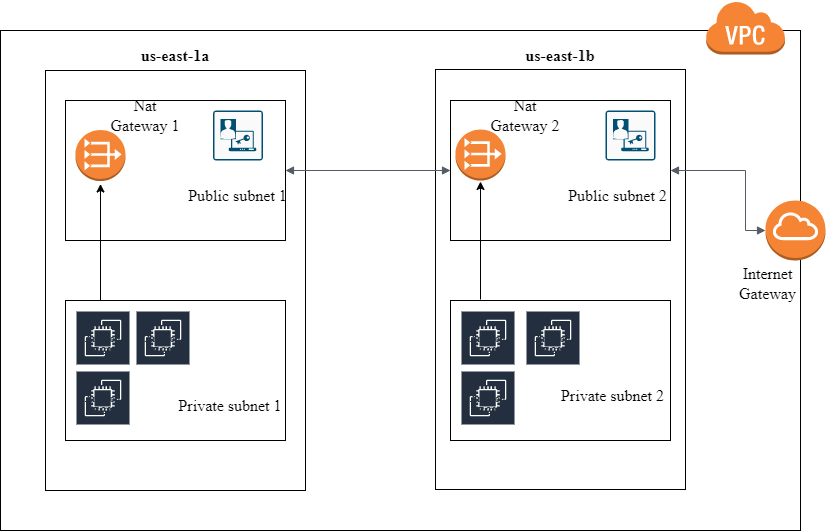 VPC
us-east-1a
us-east-1b
Nat
Gateway 1
Public subnet 1
Nat
Gateway 2
Public subnet 2
Internet
Gateway
Private subnet 1
Private subnet 2